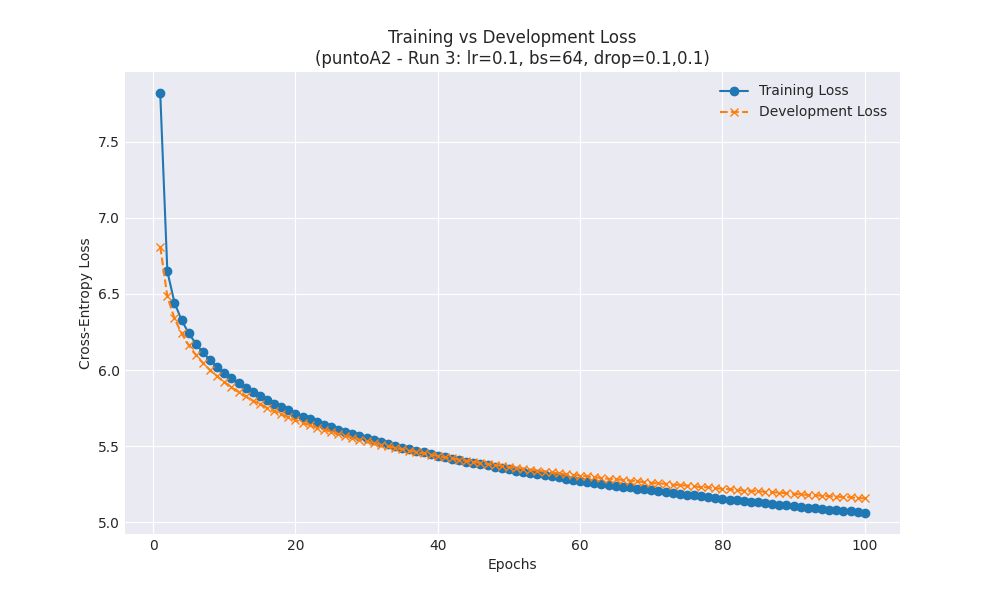 Training vs Development Loss
(puntoA2 - Run 3: lr=0.1, bs=64, drop=0.1,0.1)
Training Loss
Development Loss
Cross-Entropy Loss
7.5
7.0
6.5
6.0
5.5
5.0
0
20
40
60
80
100
Epochs